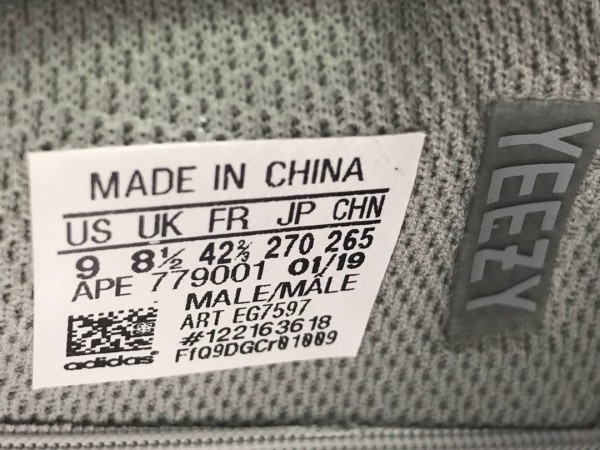 MADE IN CHINA
US UK FR JP CHN
9 8½ 42⅔ 270 265
APE 779001 01/19
MALE/MÂLE
ART EG7597
#122163618
FfQ9DGCr01009
adidas
YEEZY